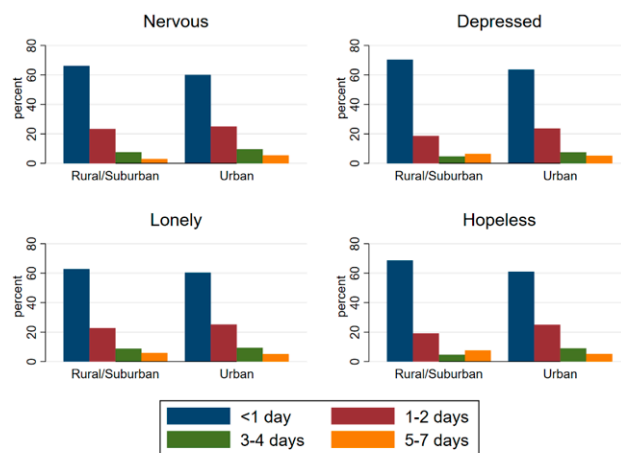 Nervous
80
60
40
20
0
percent
Rural/Suburban Urban
Depressed
80
60
40
20
0
percent
Rural/Suburban Urban
Lonely
80
60
40
20
0
percent
Rural/Suburban Urban
Hopeless
80
60
40
20
0
percent
Rural/Suburban Urban
<1 day 1-2 days
3-4 days 5-7 days